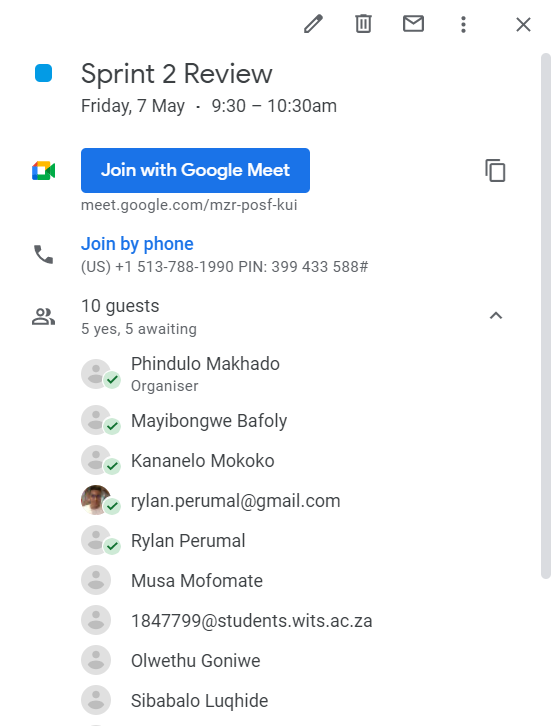 Sprint 2 Review
Friday, 7 May · 9:30 – 10:30am
Join with Google Meet
meet.google.com/mzr-posf-kui
Join by phone
(US) +1 513-788-1990 PIN: 399 433 588#
10 guests
5 yes, 5 awaiting
Phindulo Makhado
Organiser
Mayibongwe Bafoly
Kananelo Mokoko
rylan.perumal@gmail.com
Rylan Perumal
Musa Mofomate
1847799@students.wits.ac.za
Olwethu Goniwe
Sibabalo Luqhide